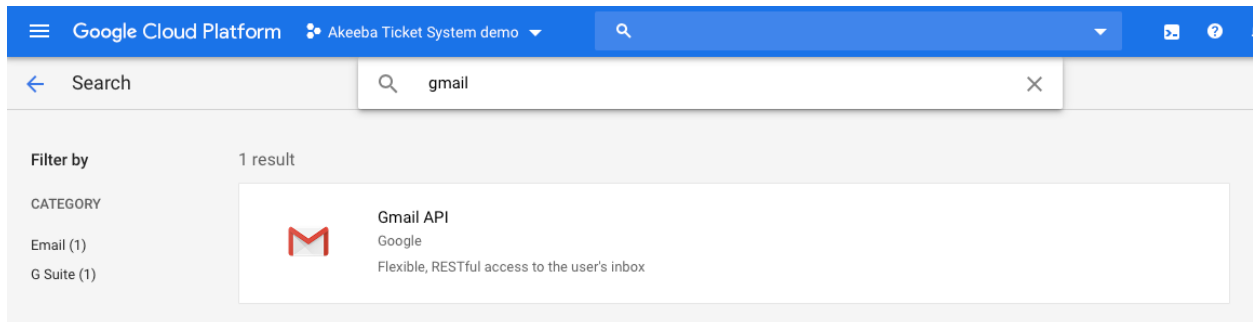 Google Cloud Platform Akeeba Ticket System demo
Search gmail
Filter by
1 result
CATEGORY
Email (1)
G Suite (1)
Gmail API
Google
Flexible, RESTful access to the user's inbox